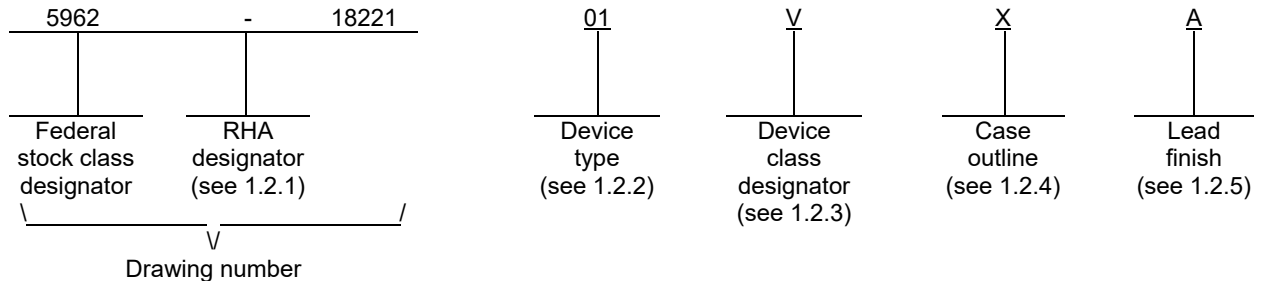 5962 - 18221 01 V X A
Federal stock class designator
RHA designator (see 1.2.1)
Device type (see 1.2.2)
Device class designator (see 1.2.3)
Case outline (see 1.2.4)
Lead finish (see 1.2.5)
\ /
\/
Drawing number